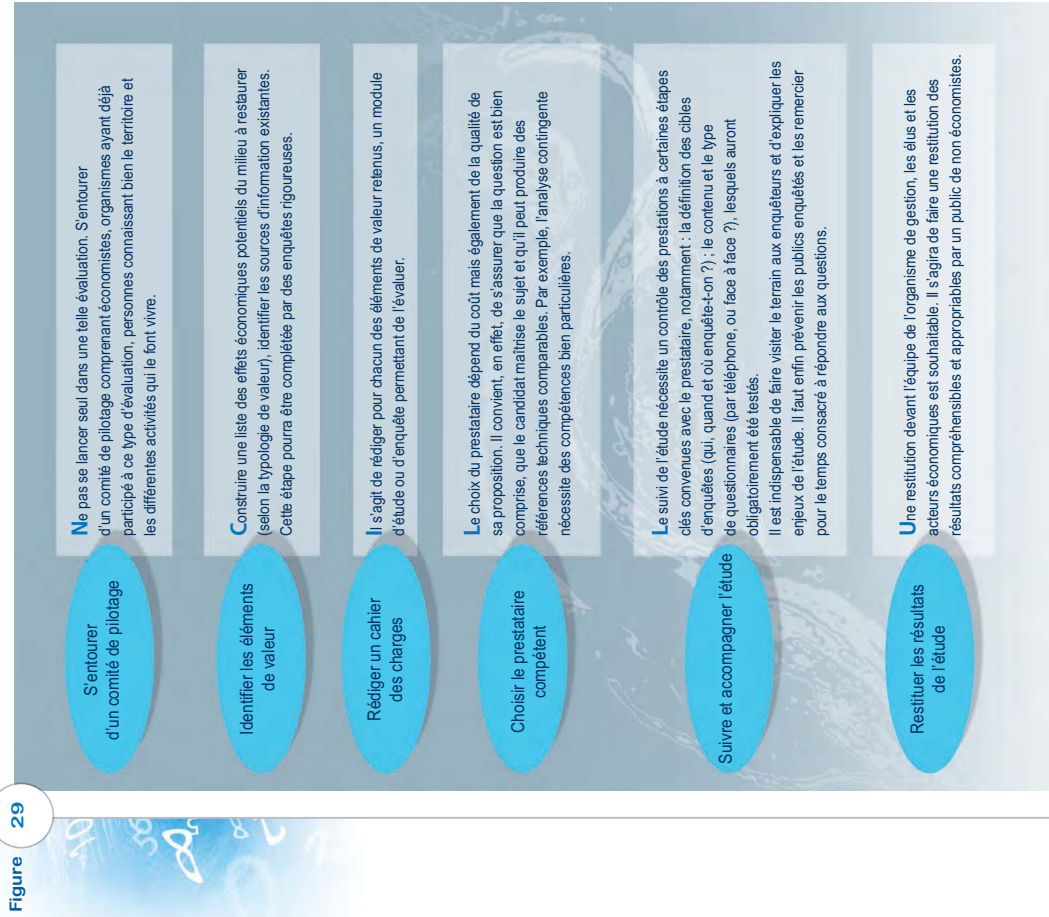 Figure 29
S'entourer
d'un comité de pilotage
Ne pas se lancer seul dans une telle évaluation. S'entourer
d'un comité de pilotage comprenant économistes, organismes ayant déjà
participé à ce type d'évaluation, personnes connaissant bien le territoire et
les différentes activités qui le font vivre.
Identifier les éléments
de valeur
Construire une liste des effets économiques potentiels du milieu à restaurer
(selon la typologie de valeur), identifier les sources d'information existantes.
Cette étape pourra être complétée par des enquêtes rigoureuses.
Rédiger un cahier
des charges
Il s'agit de rédiger pour chacun des éléments de valeur retenus, un module
d'étude ou d'enquête permettant de l'évaluer.
Choisir le prestataire
compétent
Le choix du prestataire dépend du coût mais également de la qualité de
sa proposition. Il convient, en effet, de s'assurer que la question est bien
comprise, que le candidat maîtrise le sujet et qu'il peut produire des
références techniques comparables. Par exemple, l'analyse contingente
nécessite des compétences bien particulières.
Suivre et accompagner l'étude
Le suivi de l'étude nécessite un contrôle des prestations à certaines étapes
clés convenues avec le prestataire, notamment : la définition des cibles
d'enquêtes (qui, quand et où enquête-t-on ?) ; le contenu et le type
de questionnaires (par téléphone, ou face à face ?), lesquels auront
obligatoirement été testés.
Il est indispensable de faire visiter le terrain aux enquêteurs et d'expliquer les
enjeux de l'étude. Il faut enfin prévenir les publics enquêtés et les remercier
pour le temps consacré à répondre aux questions.
Restituer les résultats
de l'étude
Une restitution devant l'équipe de l'organisme de gestion, les élus et les
acteurs économiques est souhaitable. Il s'agira de faire une restitution des
résultats compréhensibles et appropriables par un public de non économistes.